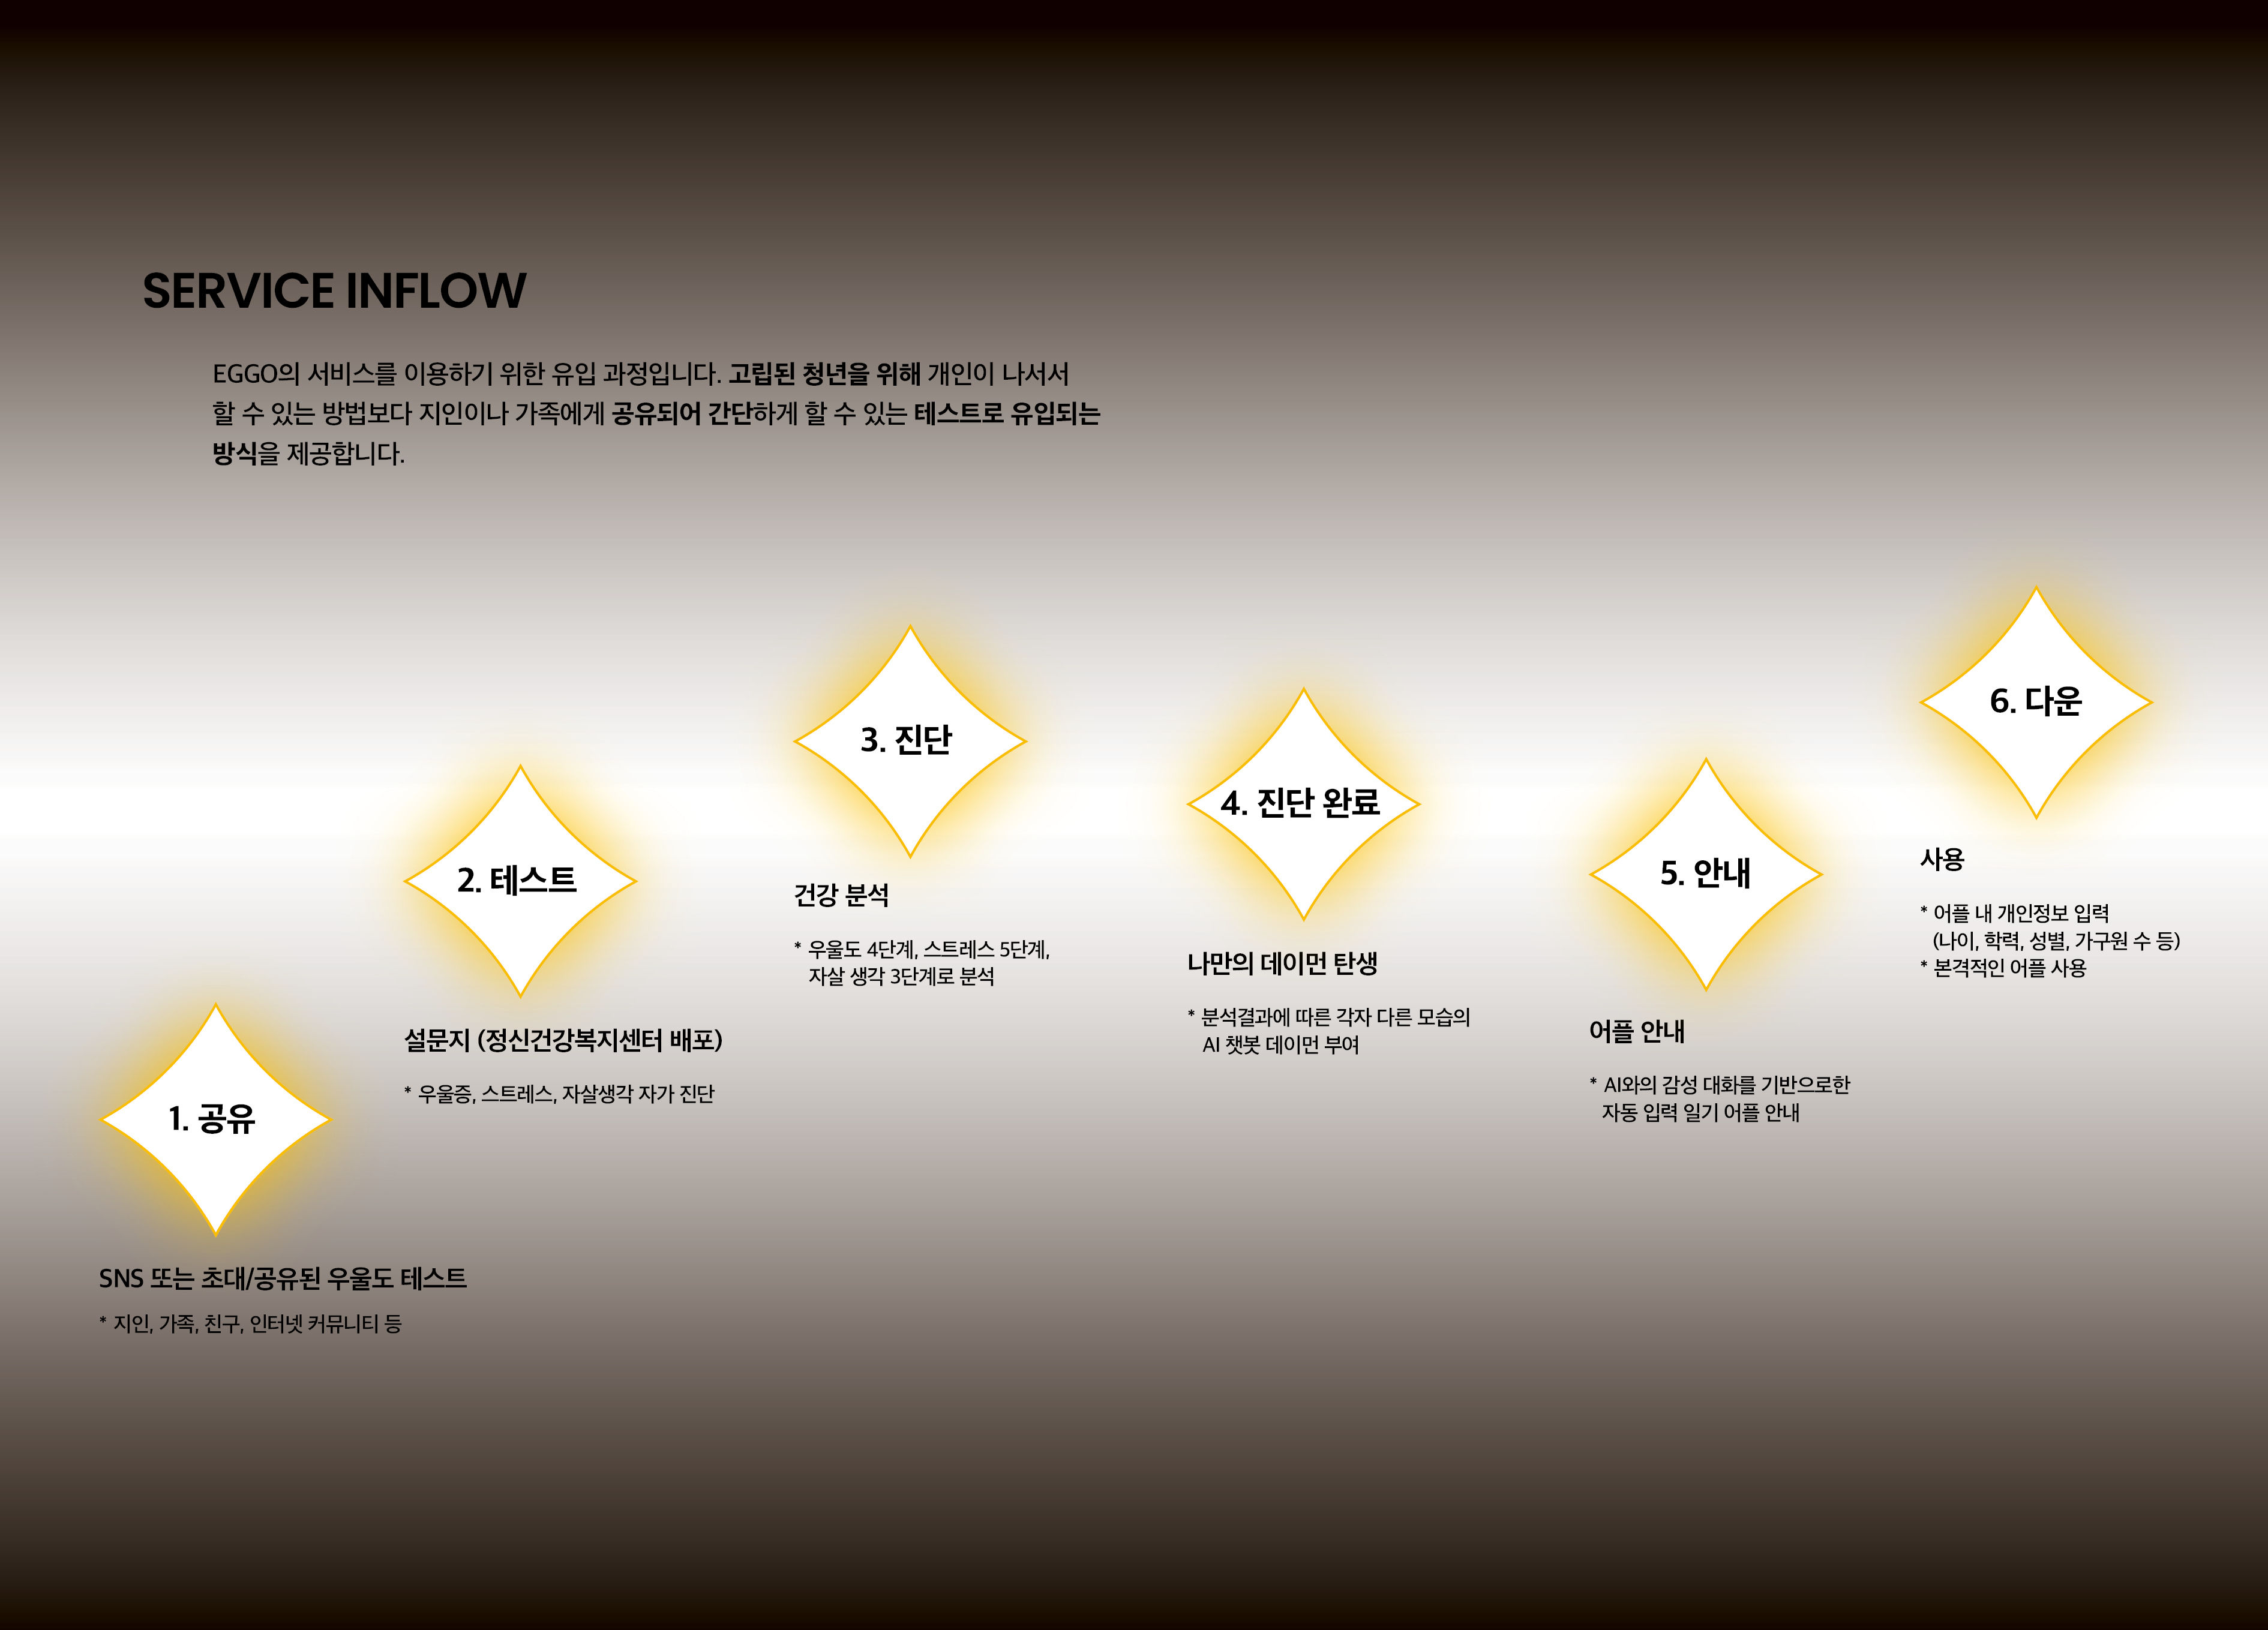 SERVICE INFLOW
EGGO의 서비스를 이용하기 위한 유입 과정입니다. 고립된 청년을 위해 개인이 나서서
할 수 있는 방법보다 지인이나 가족에게 공유되어 간단하게 할 수 있는 테스트로 유입되는
방식을 제공합니다.
1. 공유
SNS 또는 초대/공유된 우울도 테스트
* 지인, 가족, 친구, 인터넷 커뮤니티 등
2. 테스트
설문지 (정신건강복지센터 배포)
* 우울증, 스트레스, 자살생각 자가 진단
3. 진단
건강 분석
* 우울도 4단계, 스트레스 5단계,
자살 생각 3단계로 분석
4. 진단 완료
나만의 데이먼 탄생
* 분석결과에 따른 각자 다른 모습의
AI 챗봇 데이먼 부여
5. 안내
어플 안내
* AI와의 감성 대화를 기반으로한
자동 입력 일기 어플 안내
6. 다운
사용
* 어플 내 개인정보 입력
(나이, 학력, 성별, 가구원 수 등)
* 본격적인 어플 사용